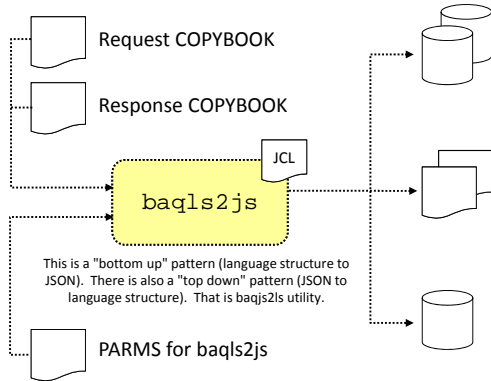 Request COPYBOOK
Response COPYBOOK
JCL
baqls2js
This is a "bottom up" pattern (language structure to
JSON). There is also a "top down" pattern (JSON to
language structure). That is baqjs2ls utility.
PARMS for baqls2js